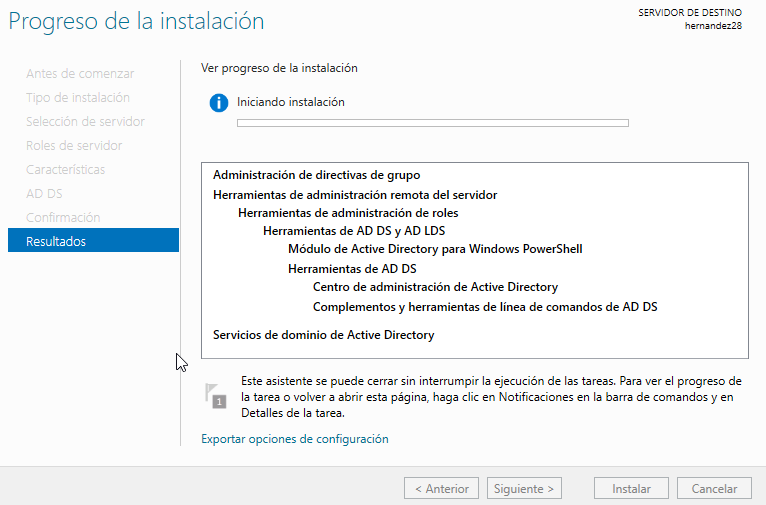 Progreso de la instalación
SERVIDOR DE DESTINO
hernandez28
Antes de comenzar
Tipo de instalación
Selección de servidor
Roles de servidor
Características
AD DS
Confirmación
Resultados
Ver progreso de la instalación
Iniciando instalación
Administración de directivas de grupo
Herramientas de administración remota del servidor
Herramientas de administración de roles
Herramientas de AD DS y AD LDS
Módulo de Active Directory para Windows PowerShell
Herramientas de AD DS
Centro de administración de Active Directory
Complementos y herramientas de línea de comandos de AD DS
Servicios de dominio de Active Directory
1
Este asistente se puede cerrar sin interrumpir la ejecución de las tareas. Para ver el progreso de
la tarea o volver a abrir esta página, haga clic en Notificaciones en la barra de comandos y en
Detalles de la tarea.
Exportar opciones de configuración
< Anterior
Siguiente >
Instalar
Cancelar